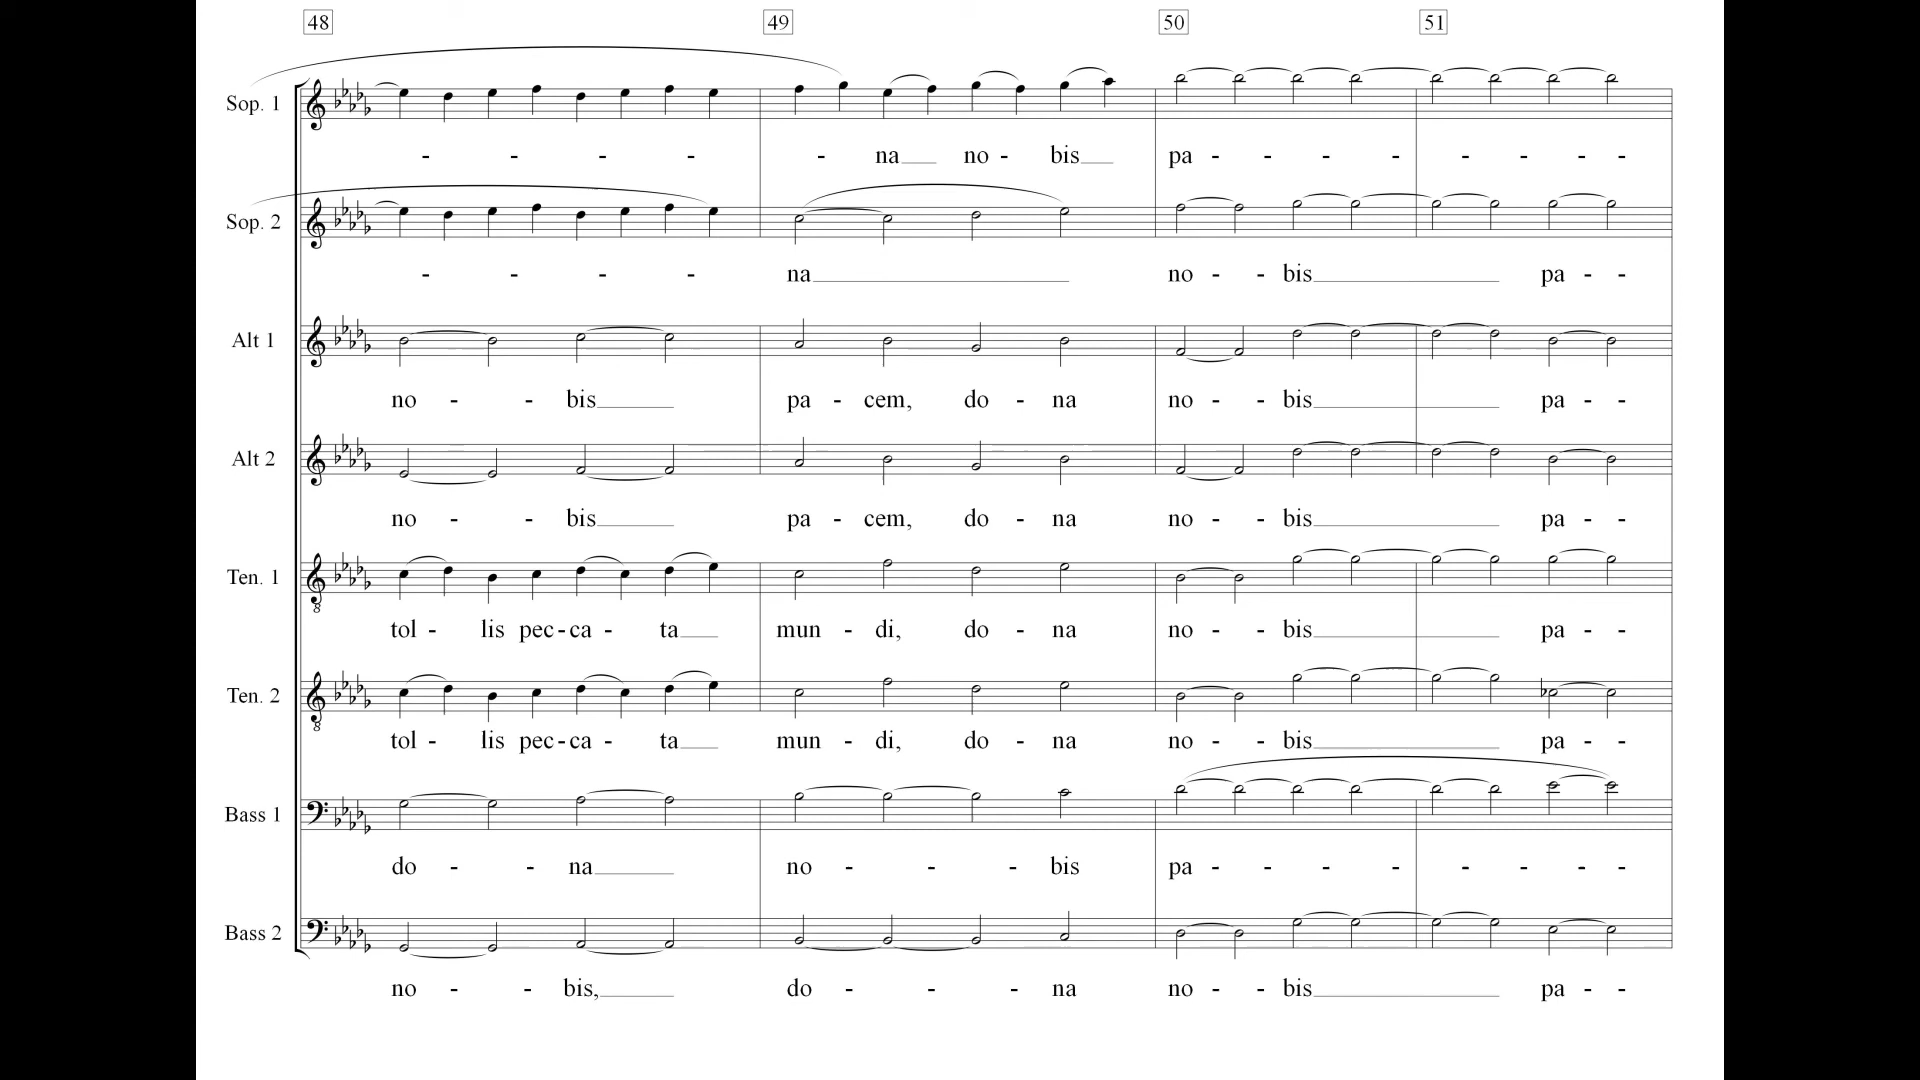 48 49 50 51
Sop. 1
- - - - - na no - bis pa - - - - - - - -
Sop. 2
- - - - na no - - bis pa - -
Alt 1
no - - bis pa - cem, do - na no - - bis pa - -
Alt 2
no - - bis pa - cem, do - na no - - bis pa - -
Ten. 1
8
tol - lis pec - ca - ta mun - di, do - na no - - bis pa - -
Ten. 2
8
tol - lis pec - ca - ta mun - di, do - na no - - bis pa - -
Bass 1
do - - na no - - - bis pa - - - - - - - -
Bass 2
no - - bis, do - - - na no - - bis pa - -